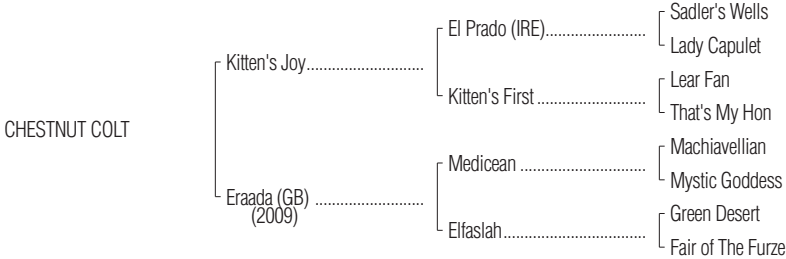 Sadler's Wells
El Prado (IRE)
Lady Capulet
Kitten's Joy
Lear Fan
Kitten's First
That's My Hon
CHESTNUT COLT
Machiavellian
Medicean
Mystic Goddess
Eraada (GB)
(2009)
Green Desert
Elfaslah
Fair of The Furze